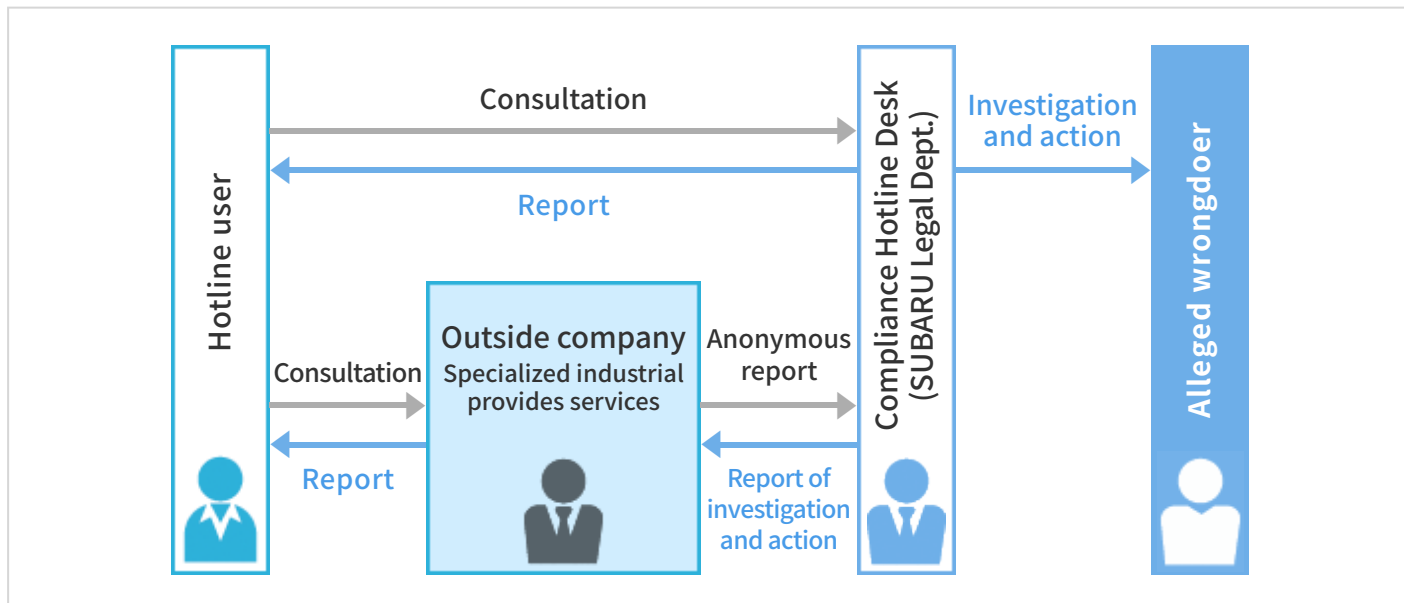 Hotline user
Consultation
Report
Consultation
Report
Outside company
Specialized industrial
provides services
Anonymous
report
Report of
investigation
and action
Compliance Hotline Desk
(SUBARU Legal Dept.)
Investigation
and action
Alleged wrongdoer